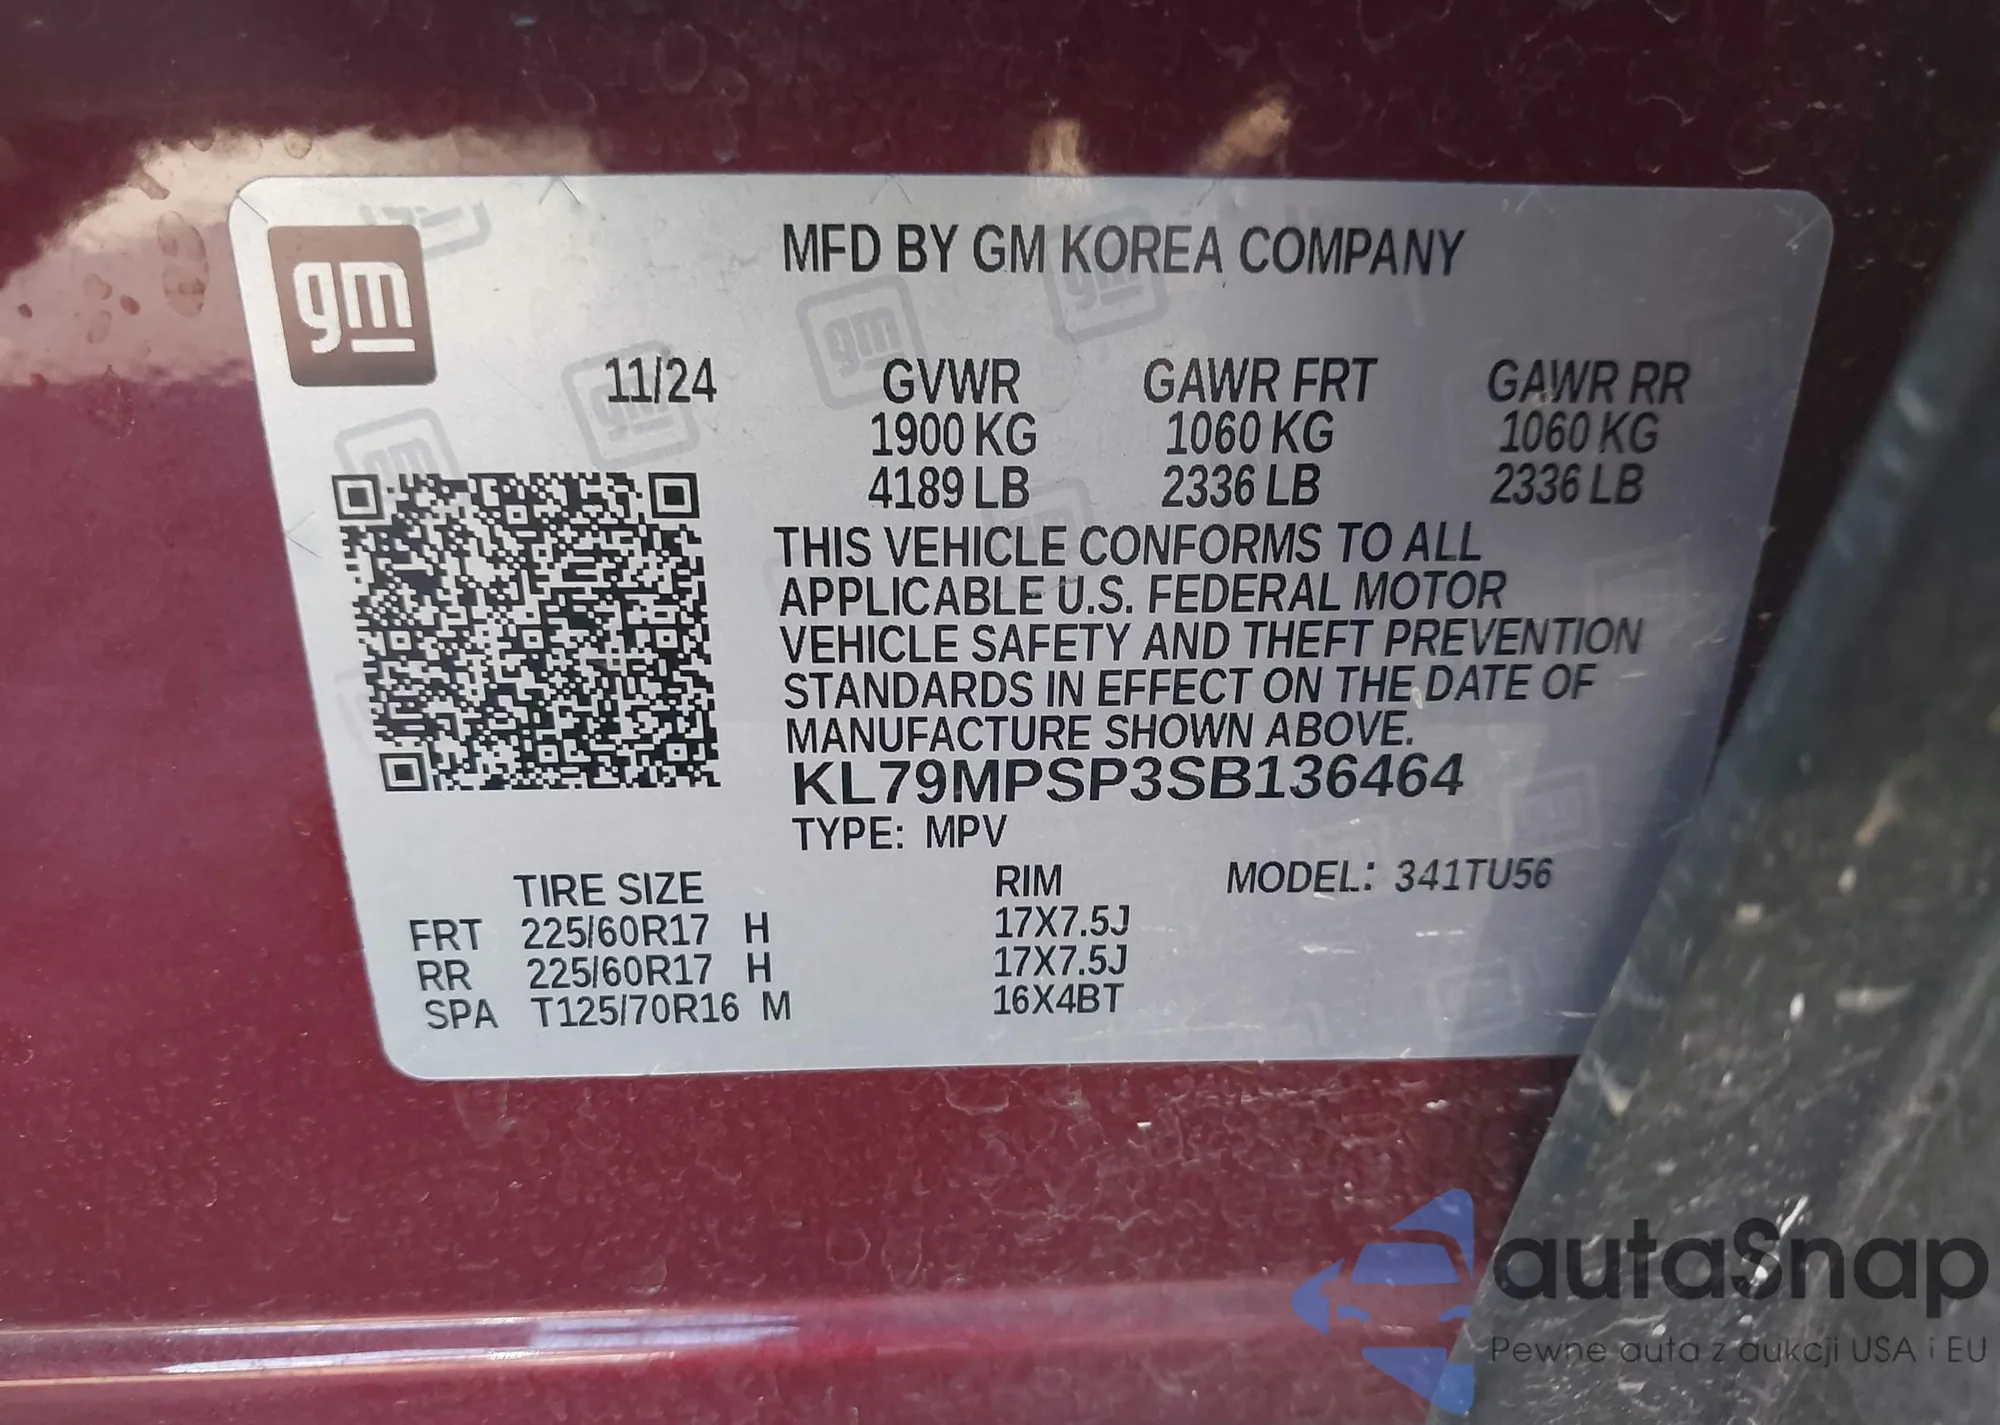 gm
MFD BY GM KOREA COMPANY
11/24 GVWR GAWR FRT GAWR RR
1900 KG 1060 KG 1060 KG
4189 LB 2336 LB 2336 LB
THIS VEHICLE CONFORMS TO ALL
APPLICABLE U.S. FEDERAL MOTOR
VEHICLE SAFETY AND THEFT PREVENTION
STANDARDS IN EFFECT ON THE DATE OF
MANUFACTURE SHOWN ABOVE.
KL79MPSP3SB136464
TYPE: MPV
TIRE SIZE RIM MODEL: 341TU56
FRT 225/60R17 H 17X7.5J
RR 225/60R17 H 17X7.5J
SPA T125/70R16 M 16X4BT
autaSnap
Pewne auta z aukcji USA i EU